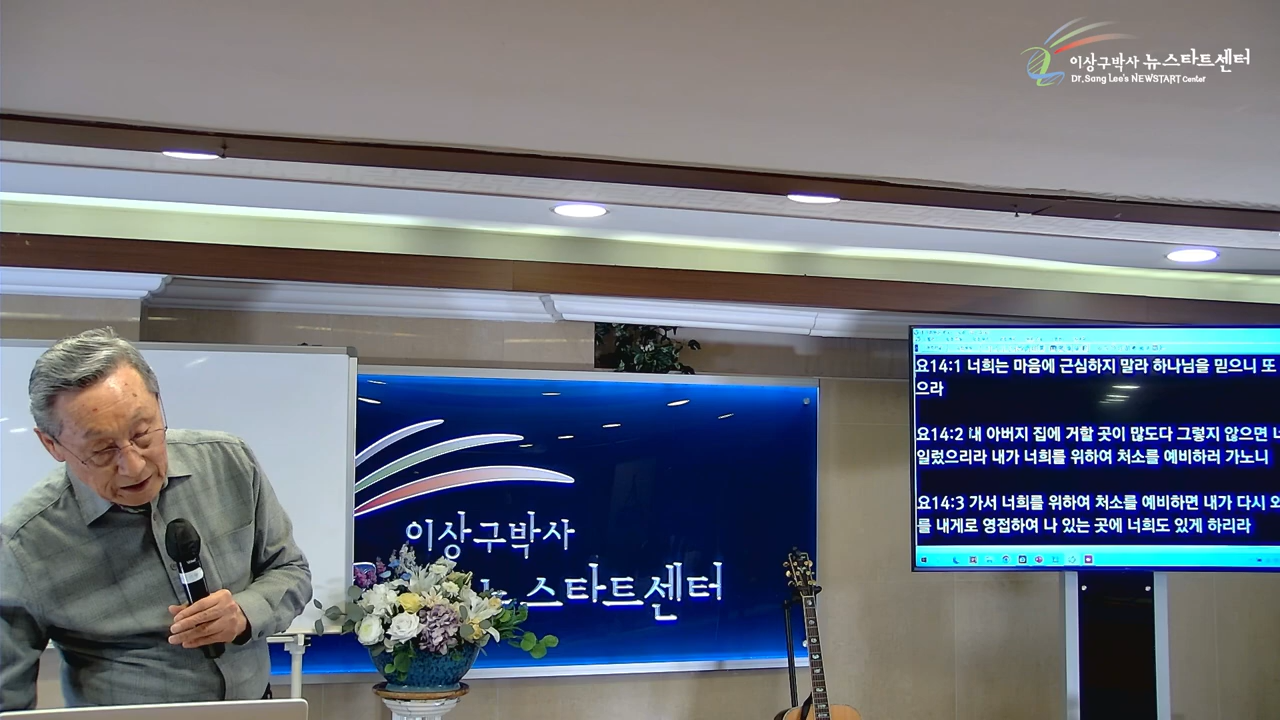 이상구박사 뉴스타트센터
Dr.Sang Lee's NEWSTART Center
이상구박사
뉴스타트센터
요14:1 너희는 마음에 근심하지 말라 하나님을 믿으니 또
으라
요14:2 내 아버지 집에 거할 곳이 많도다 그렇지 않으면
일렀으리라 내가 너희를 위하여 처소를 예비하러 가노니
요14:3 가서 너희를 위하여 처소를 예비하면 내가 다시
를 내게로 영접하여 나 있는 곳에 너희도 있게 하리라